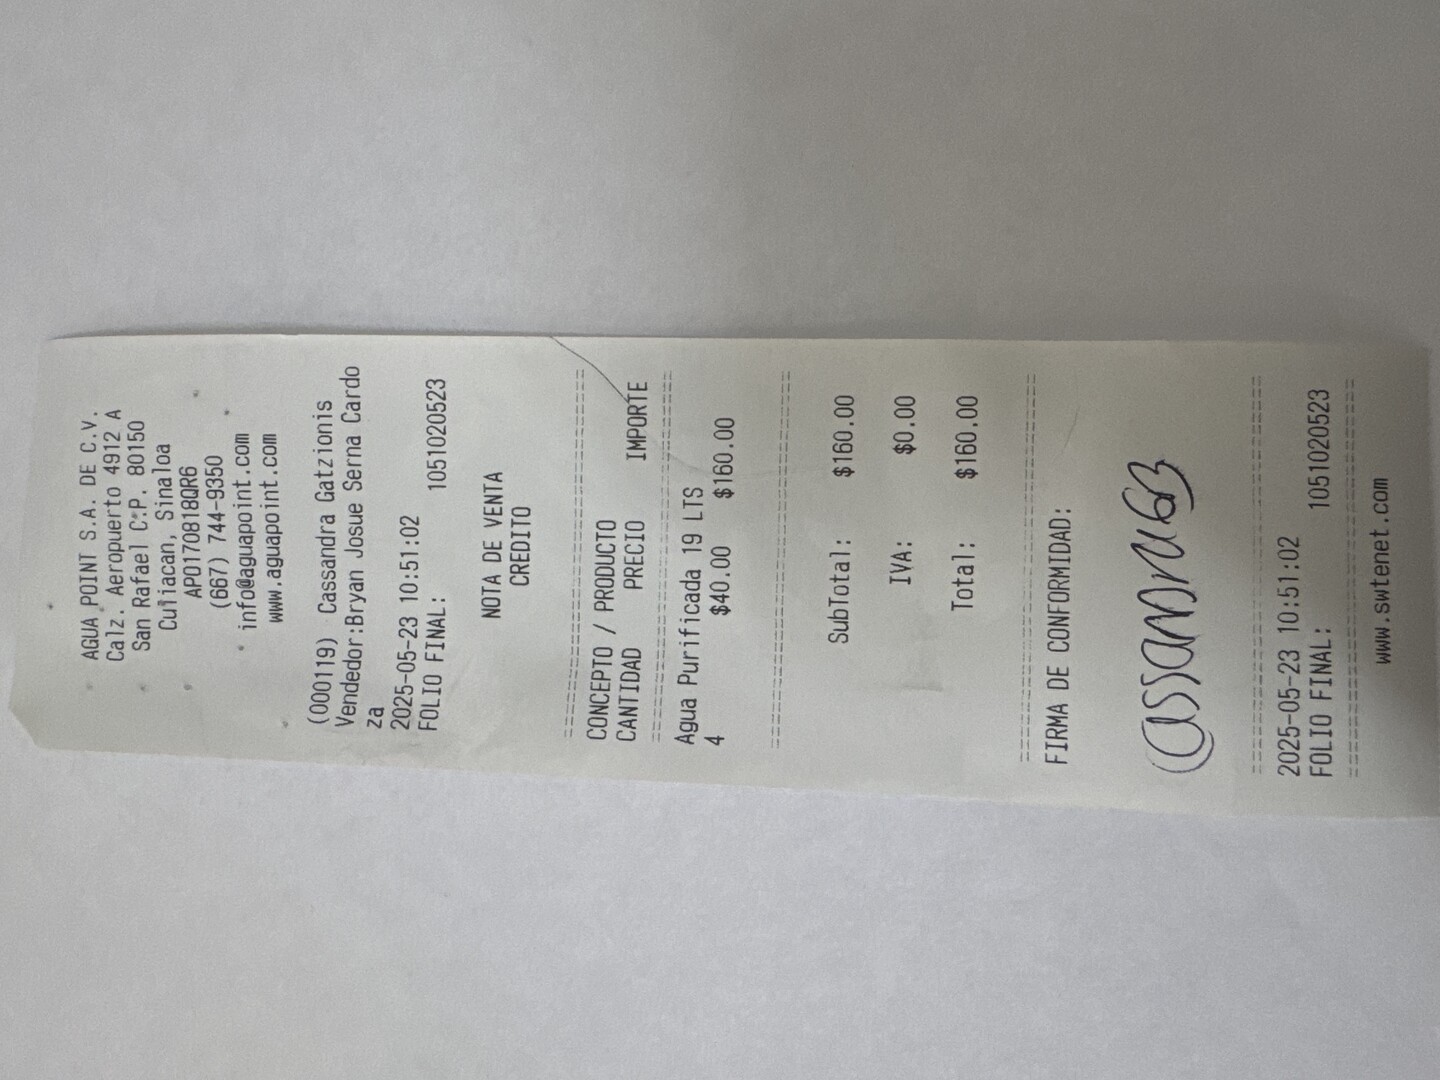 AGUA POINT S.A. DE C.V.
Calz. Aeropuerto 4912 A
San Rafael C.P. 80150
Culiacan, Sinaloa
APO170818QR6
(667) 744-9350
info@aguapoint.com
www.aguapoint.com
(000119) Cassandra Gatzionis
Vendedor:Bryan Josue Serna Cardo
za
2025-05-23 10:51:02
FOLIO FINAL: 1051020523
NOTA DE VENTA
CREDITO
CONCEPTO / PRODUCTO
CANTIDAD PRECIO IMPORTE
Agua Purificada 19 LTS
4 $40.00 $160.00
SubTotal: $160.00
IVA: $0.00
Total: $160.00
FIRMA DE CONFORMIDAD:
2025-05-23 10:51:02
FOLIO FINAL: 1051020523
www.swtenet.com